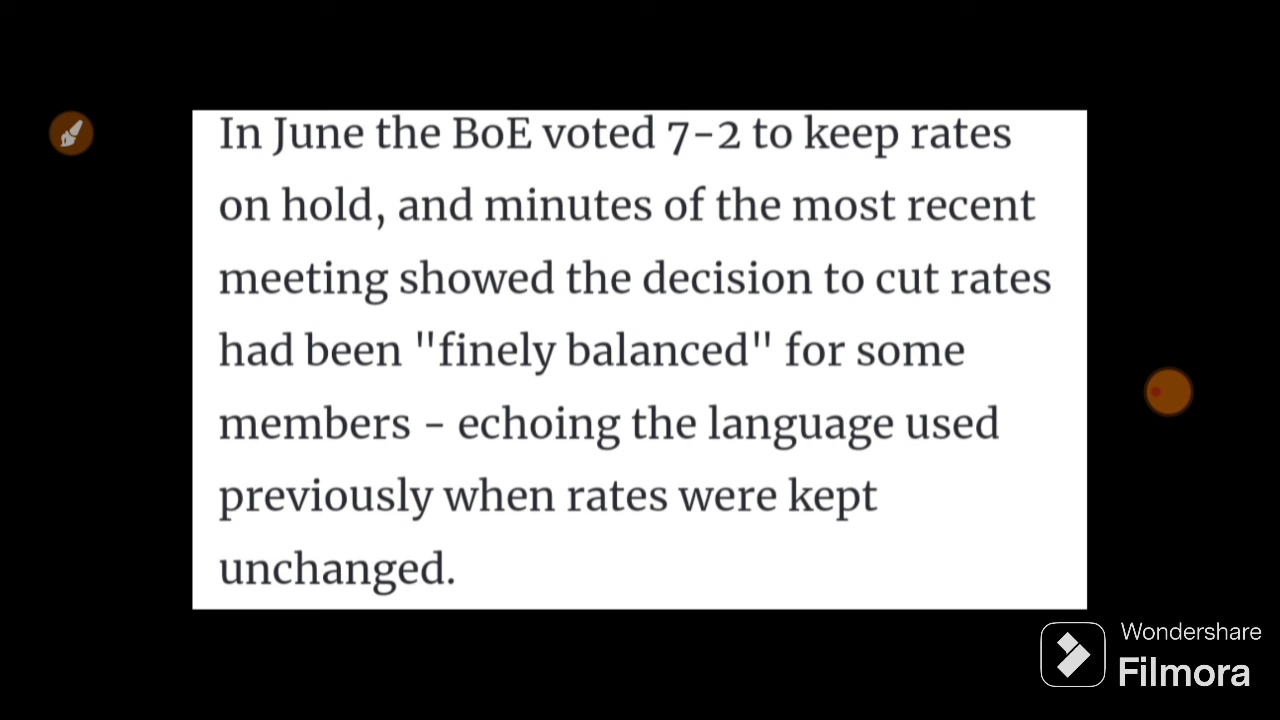 In June the BoE voted 7-2 to keep rates
on hold, and minutes of the most recent
meeting showed the decision to cut rates
had been "finely balanced" for some
members - echoing the language used
previously when rates were kept
unchanged.
Wondershare
Filmora